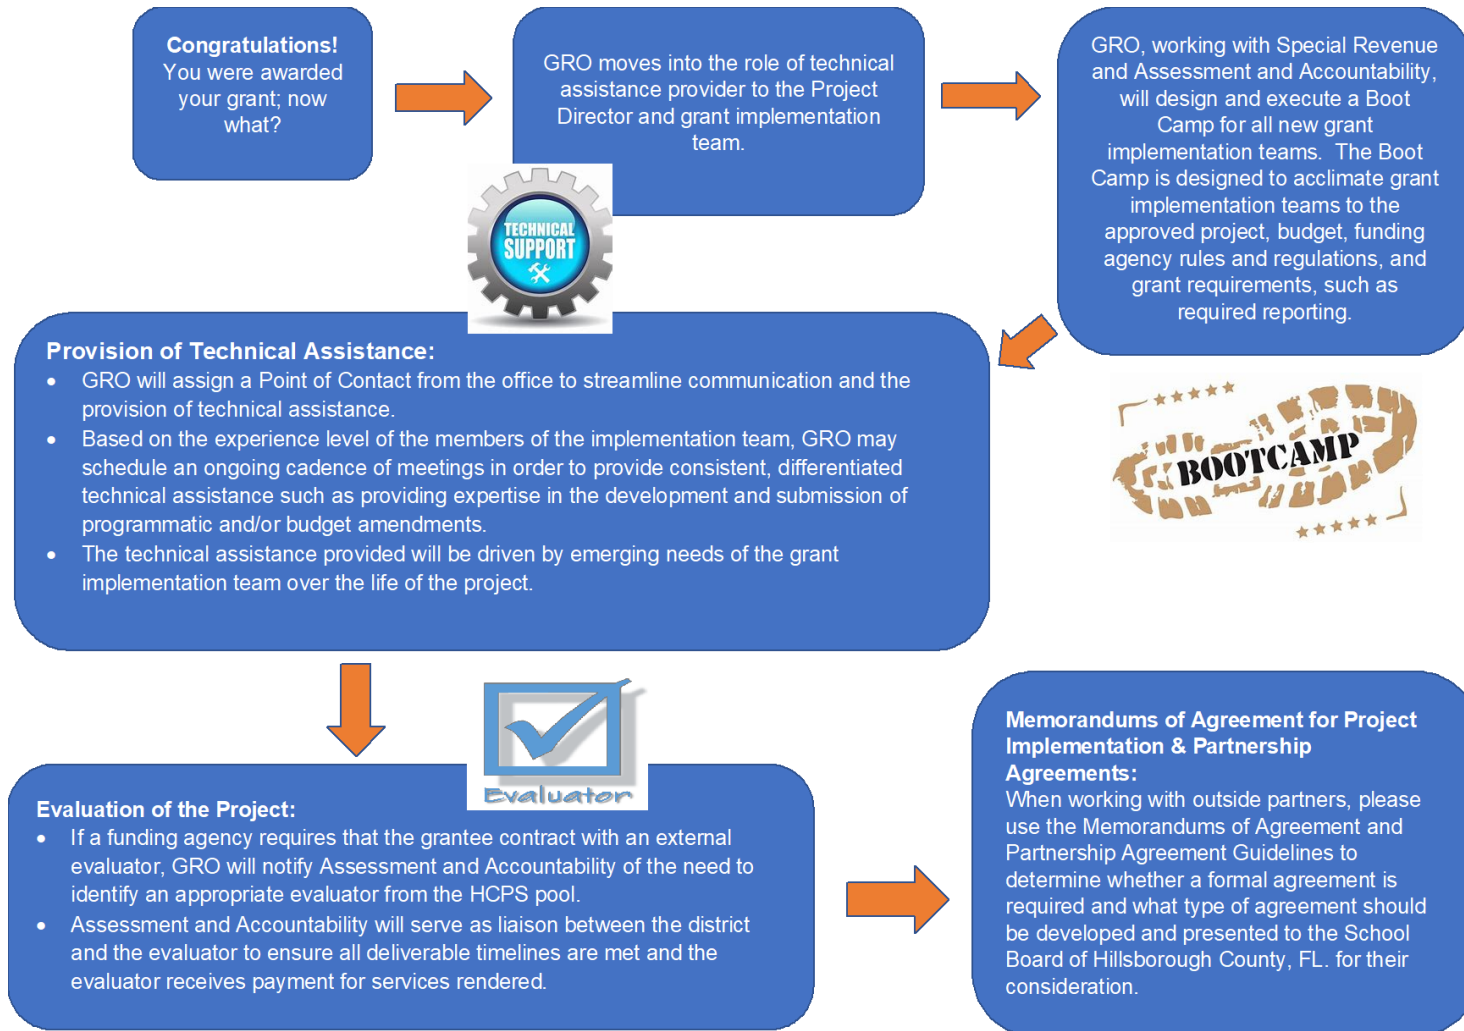 Congratulations!
You were awarded
your grant; now
what?
GRO moves into the role of technical
assistance provider to the Project
Director and grant implementation
team.
GRO, working with Special Revenue
and Assessment and Accountability,
will design and execute a Boot
Camp for all new grant
implementation teams.  The Boot
Camp is designed to acclimate grant
implementation teams to the
approved project, budget, funding
agency rules and regulations, and
grant requirements, such as
required reporting.
TECHNICAL
SUPPORT
BOOTCAMP
Provision of Technical Assistance:
• GRO will assign a Point of Contact from the office to streamline communication and the
provision of technical assistance.
• Based on the experience level of the members of the implementation team, GRO may
schedule an ongoing cadence of meetings in order to provide consistent, differentiated
technical assistance such as providing expertise in the development and submission of
programmatic and/or budget amendments.
• The technical assistance provided will be driven by emerging needs of the grant
implementation team over the life of the project.
Evaluator
Evaluation of the Project:
• If a funding agency requires that the grantee contract with an external
evaluator, GRO will notify Assessment and Accountability of the need to
identify an appropriate evaluator from the HCPS pool.
• Assessment and Accountability will serve as liaison between the district
and the evaluator to ensure all deliverable timelines are met and the
evaluator receives payment for services rendered.
Memorandums of Agreement for Project
Implementation & Partnership
Agreements:
When working with outside partners, please
use the Memorandums of Agreement and
Partnership Agreement Guidelines to
determine whether a formal agreement is
required and what type of agreement should
be developed and presented to the School
Board of Hillsborough County, FL. for their
consideration.